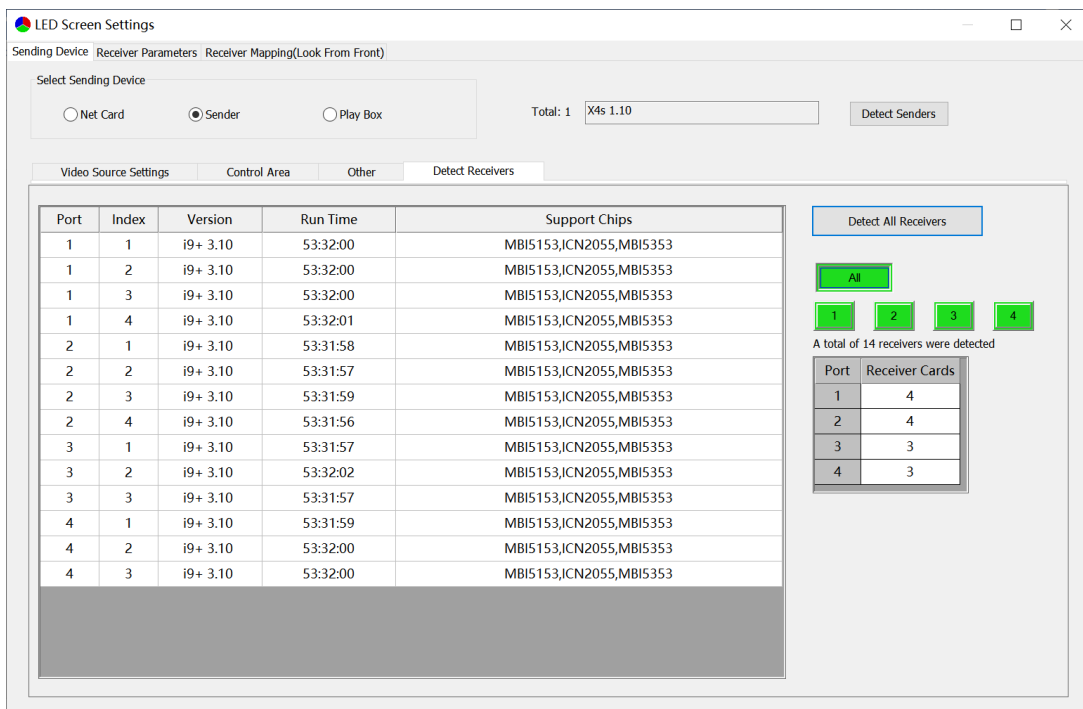 LED Screen Settings
Sending Device Receiver Parameters Receiver Mapping(Look From Front)
Select Sending Device
Net Card Sender Play Box
Total: 1 X4s 1.10 Detect Senders
Video Source Settings Control Area Other Detect Receivers
Port Index Version Run Time Support Chips
1 1 i9+ 3.10 53:32:00 MBI5153,ICN2055,MBI5353
1 2 i9+ 3.10 53:32:00 MBI5153,ICN2055,MBI5353
1 3 i9+ 3.10 53:32:00 MBI5153,ICN2055,MBI5353
1 4 i9+ 3.10 53:32:01 MBI5153,ICN2055,MBI5353
2 1 i9+ 3.10 53:31:58 MBI5153,ICN2055,MBI5353
2 2 i9+ 3.10 53:31:57 MBI5153,ICN2055,MBI5353
2 3 i9+ 3.10 53:31:59 MBI5153,ICN2055,MBI5353
2 4 i9+ 3.10 53:31:56 MBI5153,ICN2055,MBI5353
3 1 i9+ 3.10 53:31:57 MBI5153,ICN2055,MBI5353
3 2 i9+ 3.10 53:32:02 MBI5153,ICN2055,MBI5353
3 3 i9+ 3.10 53:31:57 MBI5153,ICN2055,MBI5353
4 1 i9+ 3.10 53:31:59 MBI5153,ICN2055,MBI5353
4 2 i9+ 3.10 53:32:00 MBI5153,ICN2055,MBI5353
4 3 i9+ 3.10 53:32:00 MBI5153,ICN2055,MBI5353
Detect All Receivers
All
1 2 3 4
A total of 14 receivers were detected
Port Receiver Cards
1 4
2 4
3 3
4 3